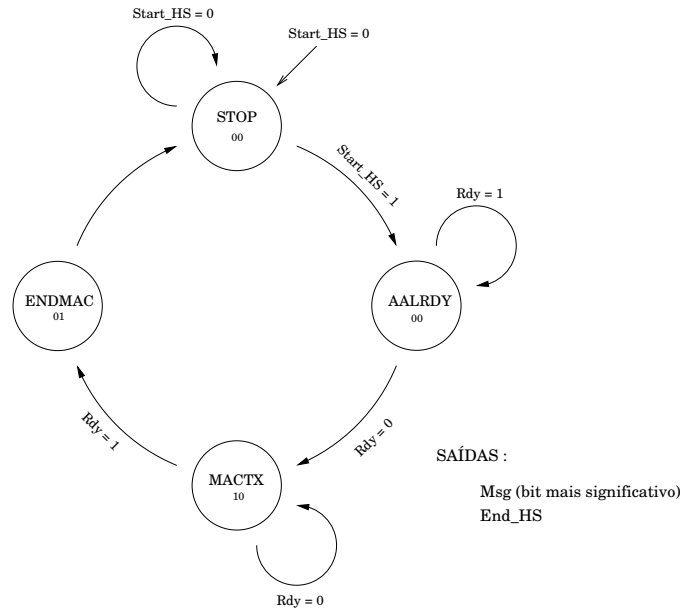 Start_HS = 0
Start_HS = 0
STOP
00
Start_HS = 1
Rdy = 1
ENDMAC
01
AALRDY
00
Rdy = 1
Rdy = 0
MACTX
10
SAÍDAS :
Msg (bit mais significativo)
End_HS
Rdy = 0